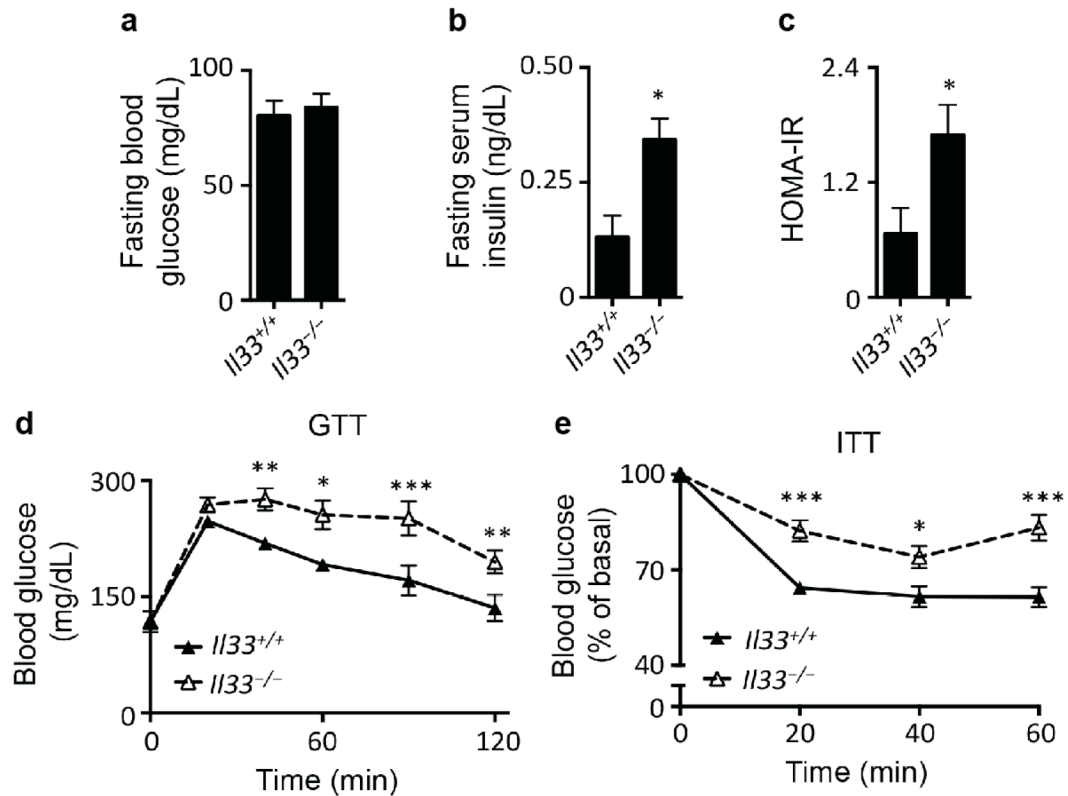 a
Fasting blood
glucose (mg/dL)
100
50
0
Il33+/+
Il33−/−
b
Fasting serum
insulin (ng/dL)
0.50
0.25
0
*
Il33+/+
Il33−/−
c
HOMA-IR
2.4
1.2
0
*
Il33+/+
Il33−/−
d
GTT
Blood glucose
(mg/dL)
300
150
0
** * *** **
Il33+/+
Il33−/−
0 60 120
Time (min)
e
ITT
Blood glucose
(% of basal)
100
70
40
0
*** * ***
Il33+/+
Il33−/−
0 20 40 60
Time (min)